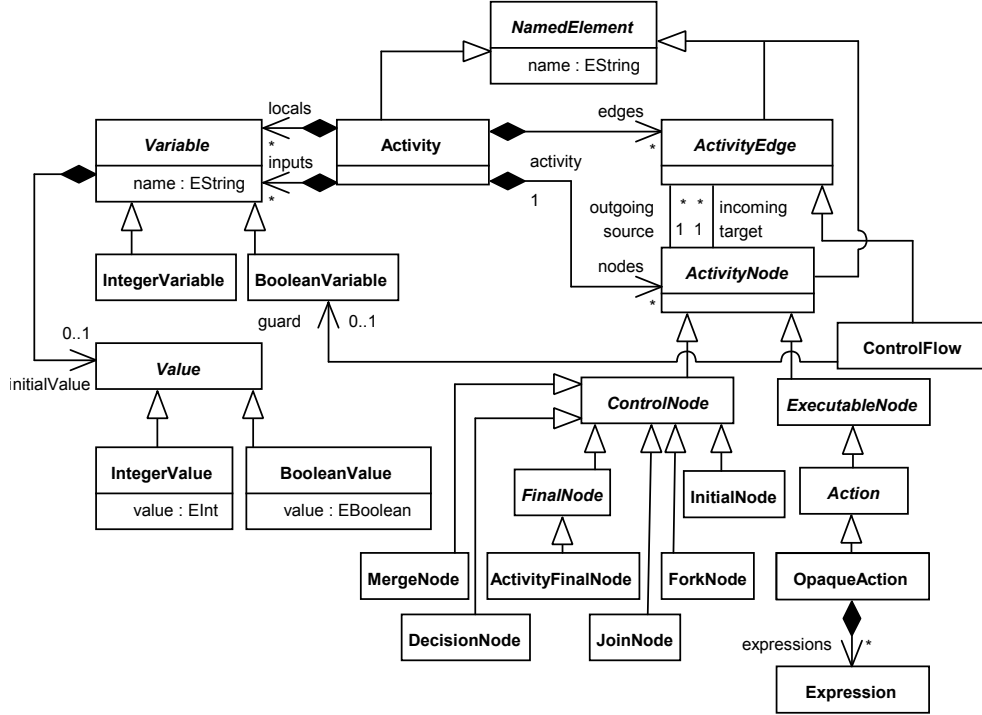 NamedElement
name : EString
locals
edges
Variable
*
Activity
*
ActivityEdge
inputs
activity
name : EString
*
1
outgoing
*
*
incoming
source
1
1
target
IntegerVariable
BooleanVariable
nodes
ActivityNode
*
guard
0..1
0..1
ControlFlow
initialValue
Value
ControlNode
ExecutableNode
IntegerValue
BooleanValue
FinalNode
InitialNode
Action
value : EInt
value : EBoolean
MergeNode
ActivityFinalNode
ForkNode
OpaqueAction
DecisionNode
JoinNode
expressions
*
Expression